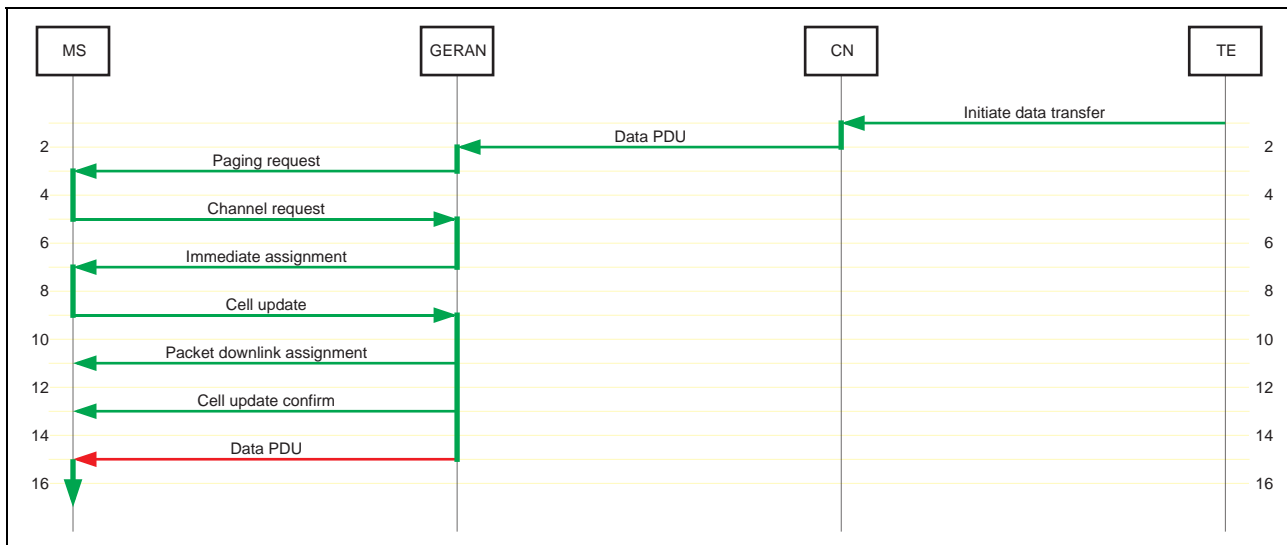 MS GERAN CN TE
Initiate data transfer
2 Data PDU 2
Paging request
4 4
Channel request
6 6
Immediate assignment
8 8
Cell update
10 10
Packet downlink assignment
12 12
Cell update confirm
14 14
Data PDU
16 16